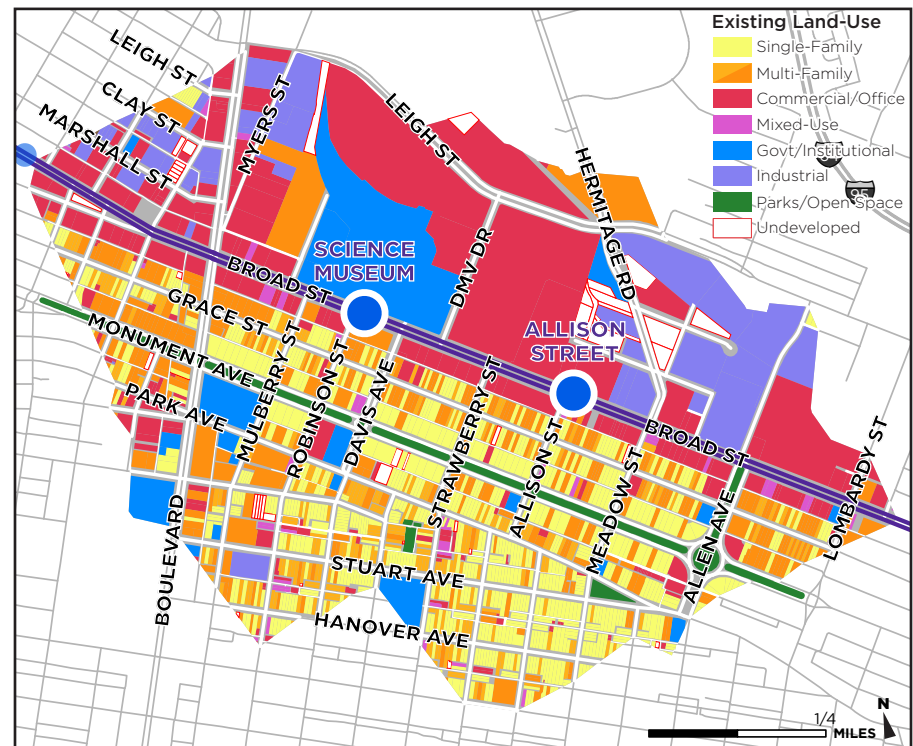 Existing Land-Use
Single-Family
Multi-Family
Commercial/Office
Mixed-Use
Govt/Institutional
Industrial
Parks/Open Space
Undeveloped
95
LEIGH ST
CLAY ST
MARSHALL ST
MYERS ST
LEIGH ST
HERMITAGE RD
DMV DR
SCIENCE
MUSEUM
BROAD ST
GRACE ST
MONUMENT AVE
PARK AVE
MULBERRY ST
ROBINSON ST
DAVIS AVE
STRAWBERRY ST
ALLISON
STREET
ALLISON ST
MEADOW ST
BROAD ST
ALLEN AVE
LOMBARDY ST
BOULEVARD
STUART AVE
HANOVER AVE
N
1/4
MILES